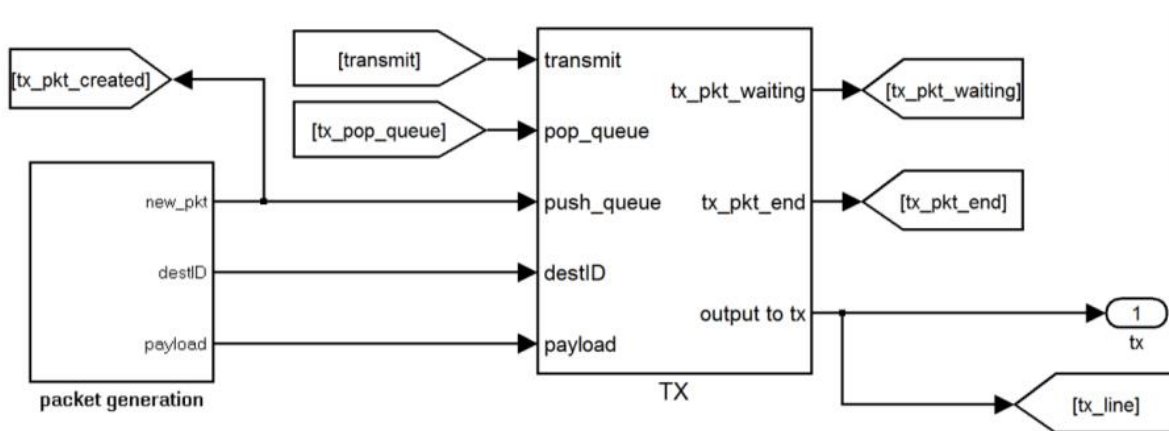 [tx_pkt_created]
[transmit]
[tx_pop_queue]
new_pkt
destID
payload
packet generation
transmit
pop_queue
push_queue
destID
payload
tx_pkt_waiting
tx_pkt_end
output to tx
TX
[tx_pkt_waiting]
[tx_pkt_end]
1
tx
[tx_line]